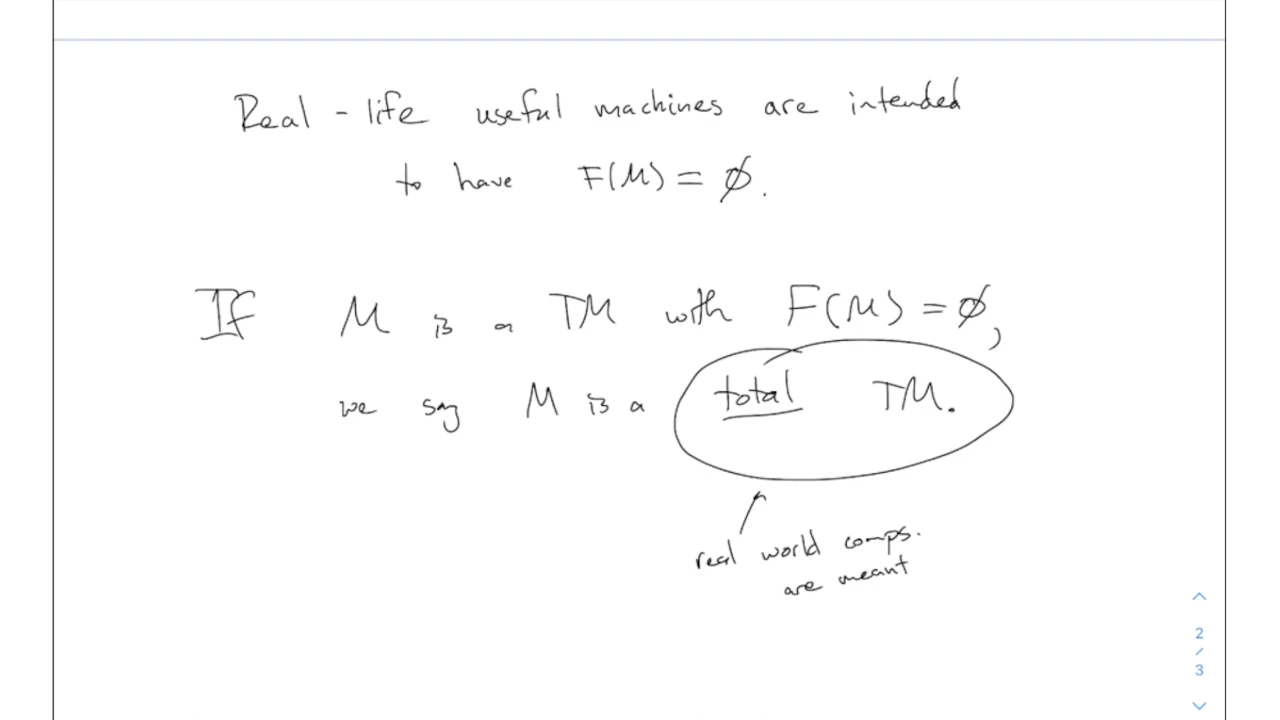 Real - life useful machines are intended
to have F(M) = ∅.
If M is a TM with F(M) = ∅,
we say M is a total TM.
real world comps.
are meant
2
/
3